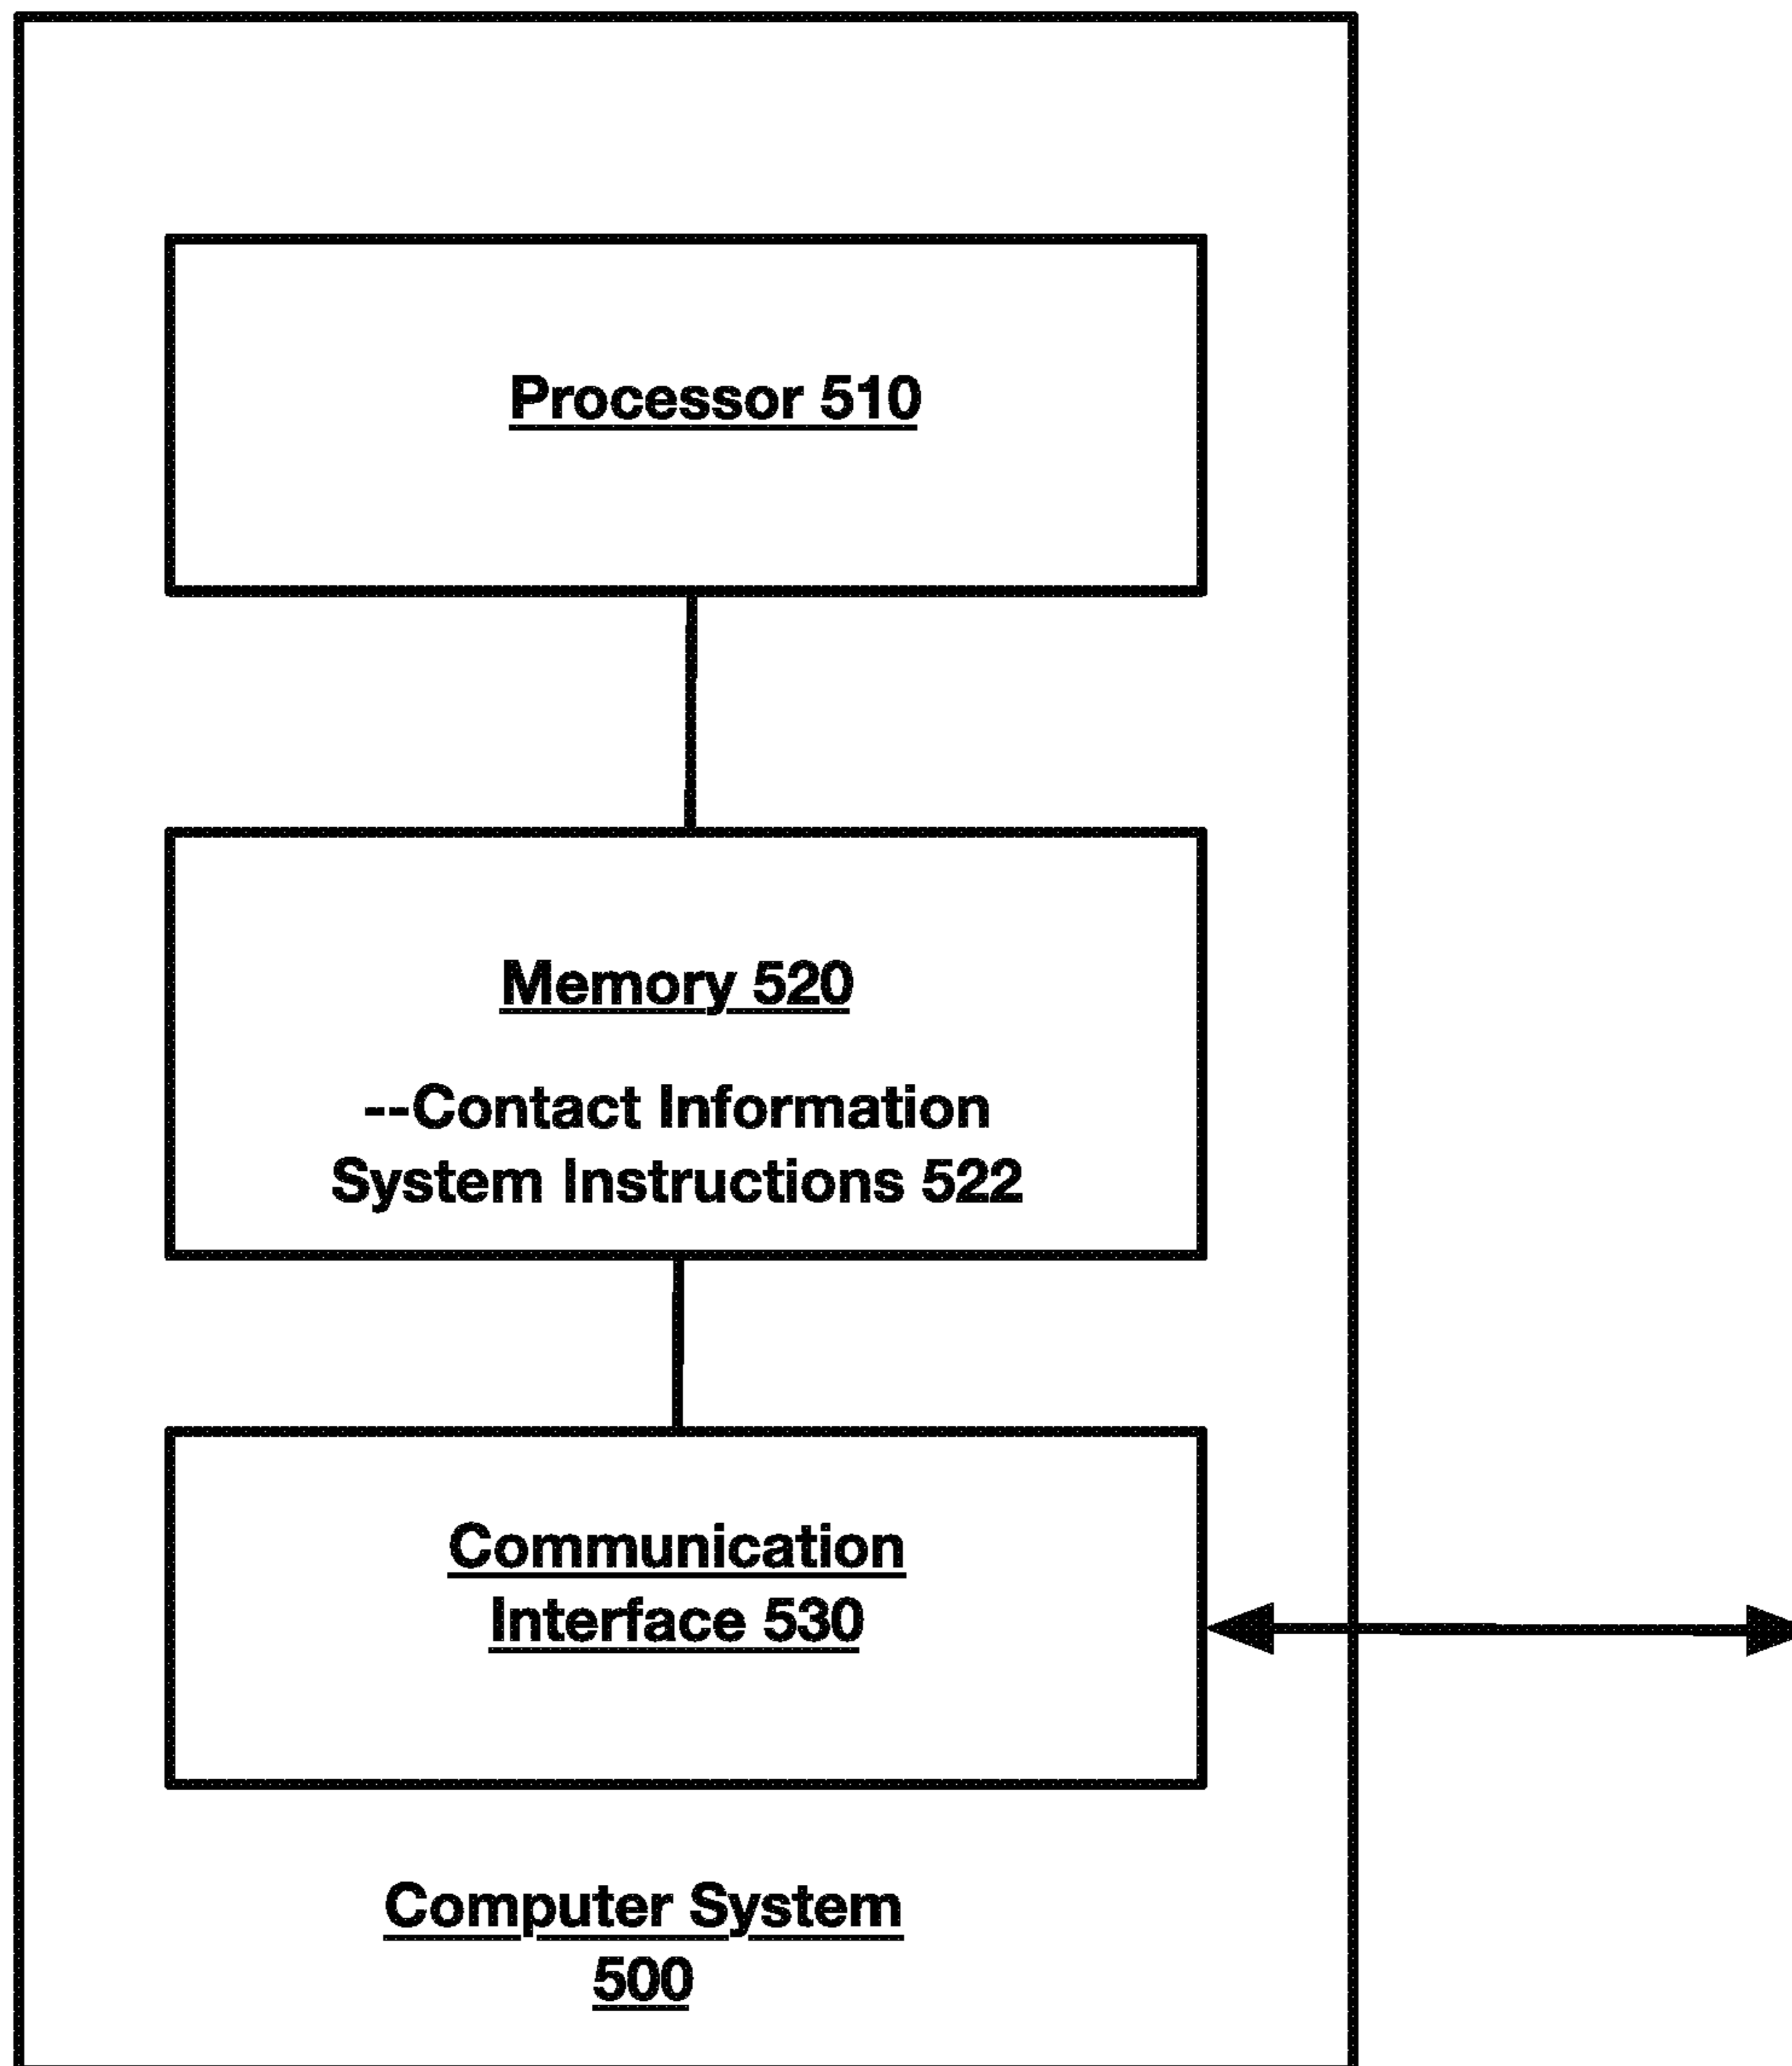 Processor 510
Memory 520
--Contact Information
System Instructions 522
Communication
Interface 530
Computer System
500